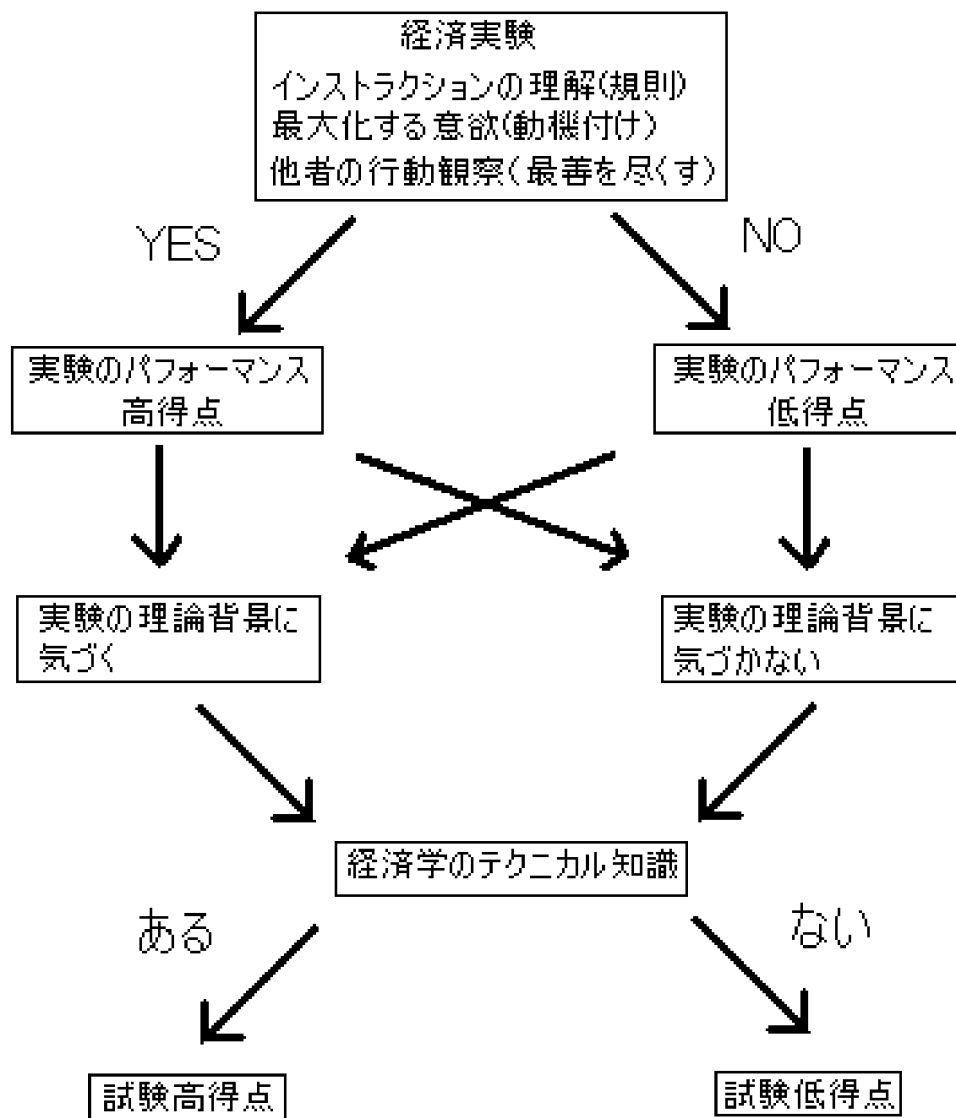 経済実験
インストラクションの理解(規則)
最大化する意欲(動機付け)
他者の行動観察(最善を尽くす)
YES
NO
実験のパフォーマンス
高得点
実験のパフォーマンス
低得点
実験の理論背景に
気づく
実験の理論背景に
気づかない
経済学のテクニカル知識
ある
ない
試験高得点
試験低得点